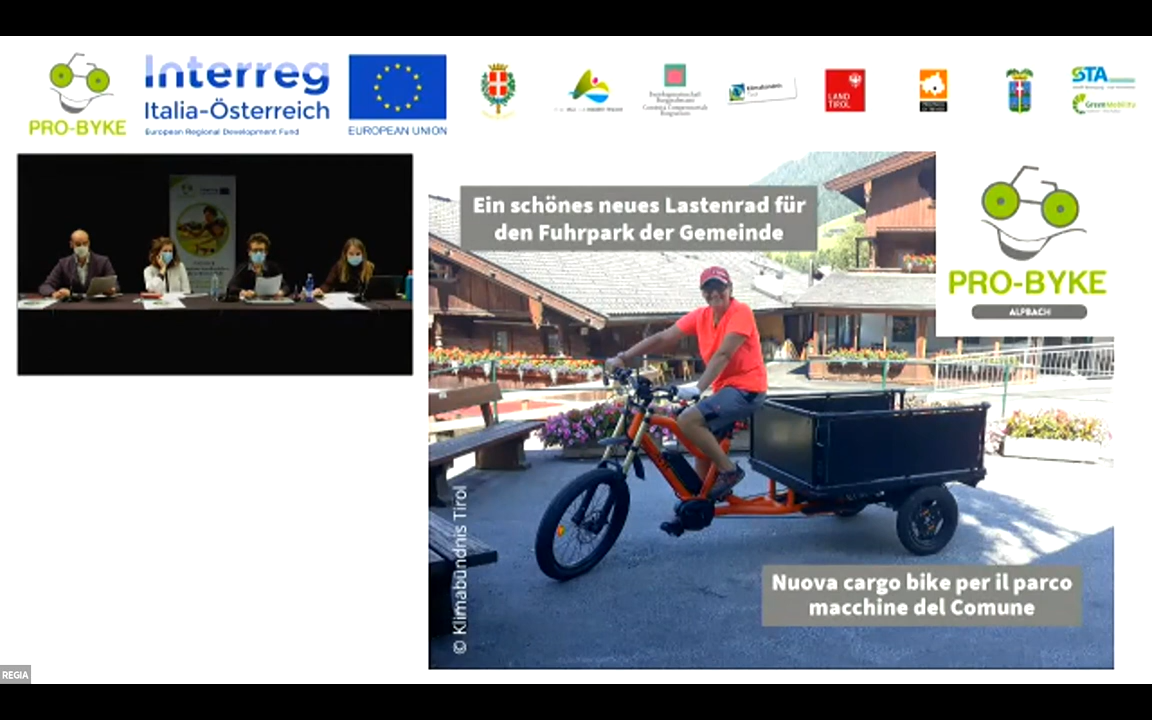 PRO-BYKE
Interreg
Italia-Österreich
European Regional Development Fund
EUROPEAN UNION
LAND
TIROL
STA
GreenMobility
Ein schönes neues Lastenrad für
den Fuhrpark der Gemeinde
PRO-BYKE
ALPBACH
© Klimabündnis Tirol
Nuova cargo bike per il parco
macchine del Comune
REGIA